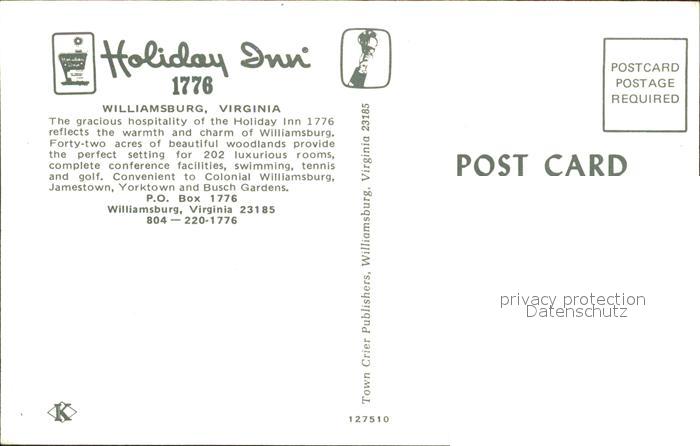 Holiday Inn®
1776
WILLIAMSBURG, VIRGINIA
The gracious hospitality of the Holiday Inn 1776
reflects the warmth and charm of Williamsburg.
Forty-two acres of beautiful woodlands provide
the perfect setting for 202 luxurious rooms,
complete conference facilities, swimming, tennis
and golf. Convenient to Colonial Williamsburg,
Jamestown, Yorktown and Busch Gardens.
P.O. Box 1776
Williamsburg, Virginia 23185
804 — 220-1776
K
Town Crier Publishers, Williamsburg, Virginia 23185
127510
POSTCARD
POSTAGE
REQUIRED
POST CARD
privacy protection
Datenschutz